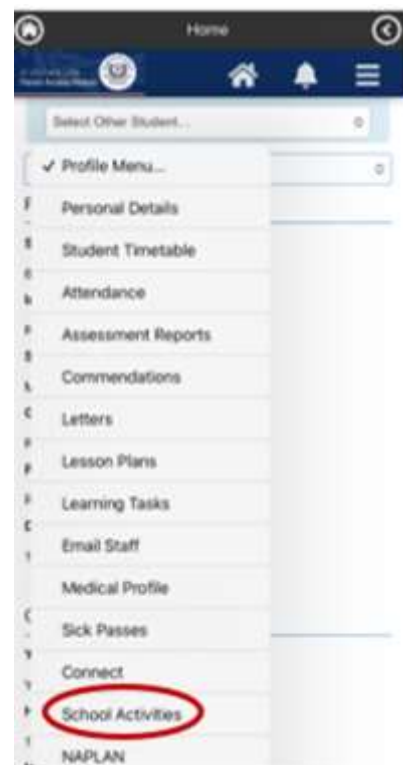 Home
Select Other Student...
✓ Profile Menu...
Personal Details
Student Timetable
Attendance
Assessment Reports
Commendations
Letters
Lesson Plans
Learning Tasks
Email Staff
Medical Profile
Sick Passes
Connect
School Activities
NAPLAN